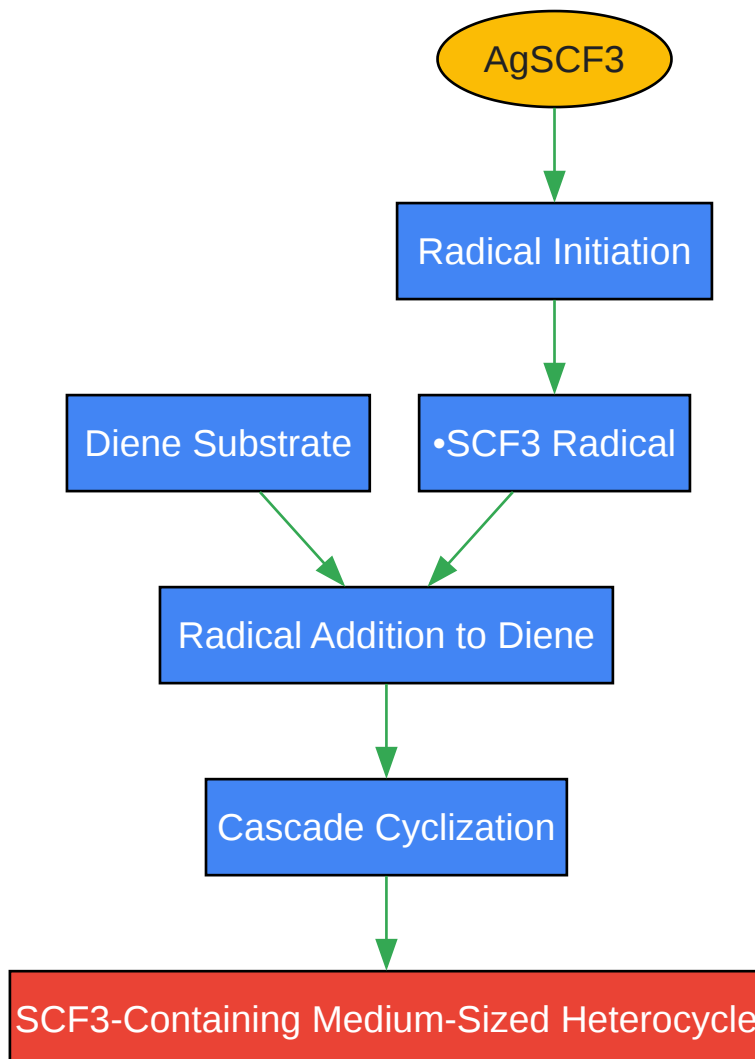 AgSCF3
Radical Initiation
Diene Substrate
•SCF3 Radical
Radical Addition to Diene
Cascade Cyclization
SCF3-Containing Medium-Sized Heterocycle